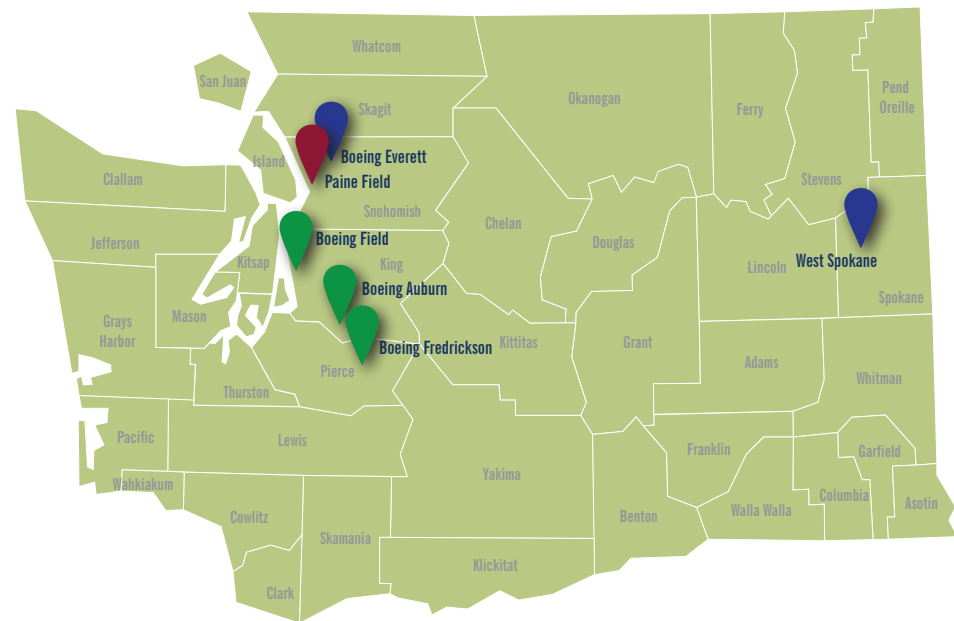 Whatcom
San Juan
Skagit
Okanogan
Ferry
Pend
Oreille
Island
Boeing Everett
Paine Field
Clallam
Stevens
Snohomish
Chelan
Jefferson
Boeing Field
Douglas
Kitsap
King
West Spokane
Lincoln
Boeing Auburn
Spokane
Mason
Grays
Harbor
Boeing Fredrickson
Kittitas
Grant
Pierce
Adams
Whitman
Thurston
Pacific
Lewis
Franklin
Garfield
Yakima
Wahkiakum
Columbia
Asotin
Walla Walla
Cowlitz
Benton
Skamania
Klickitat
Clark